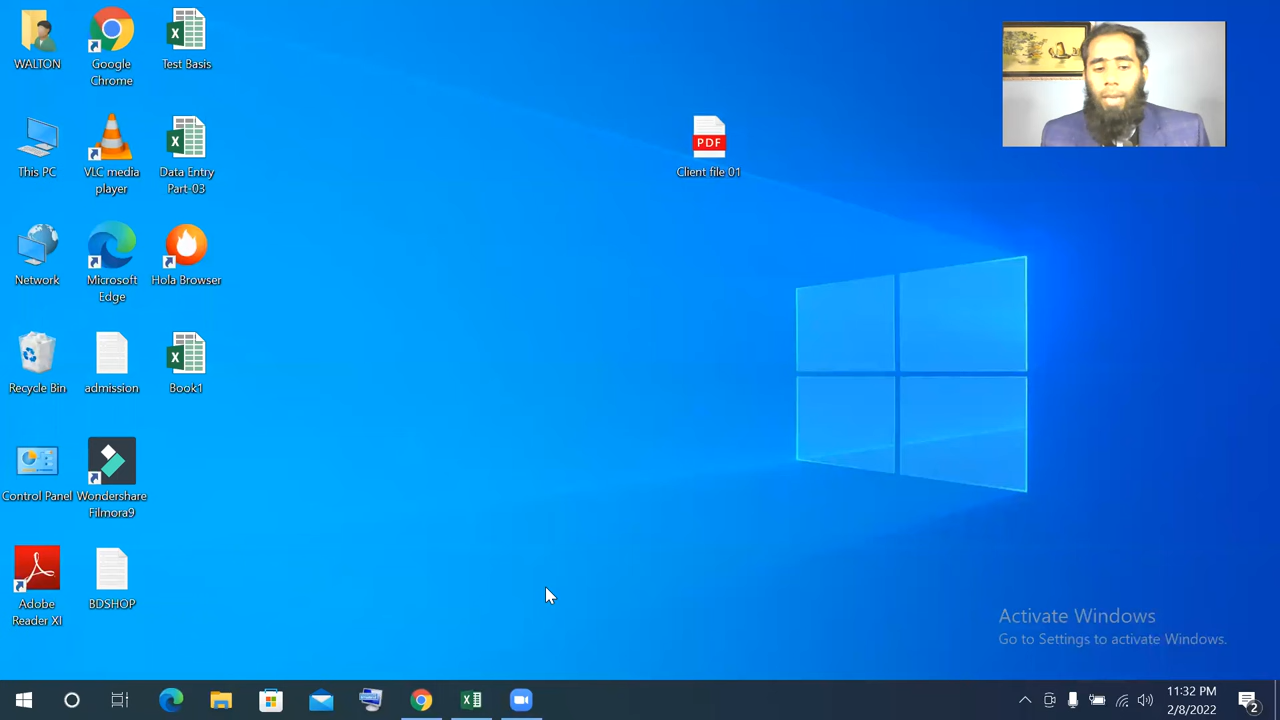 WALTON
Google
Chrome
Test Basis
This PC
VLC media
player
Data Entry
Part-03
Network
Microsoft
Edge
Hola Browser
Recycle Bin
admission
Book1
Control Panel
Wondershare
Filmora9
Adobe
Reader XI
BDSHOP
PDF
Client file 01
Activate Windows
Go to Settings to activate Windows.
11:32 PM
2/8/2022
2